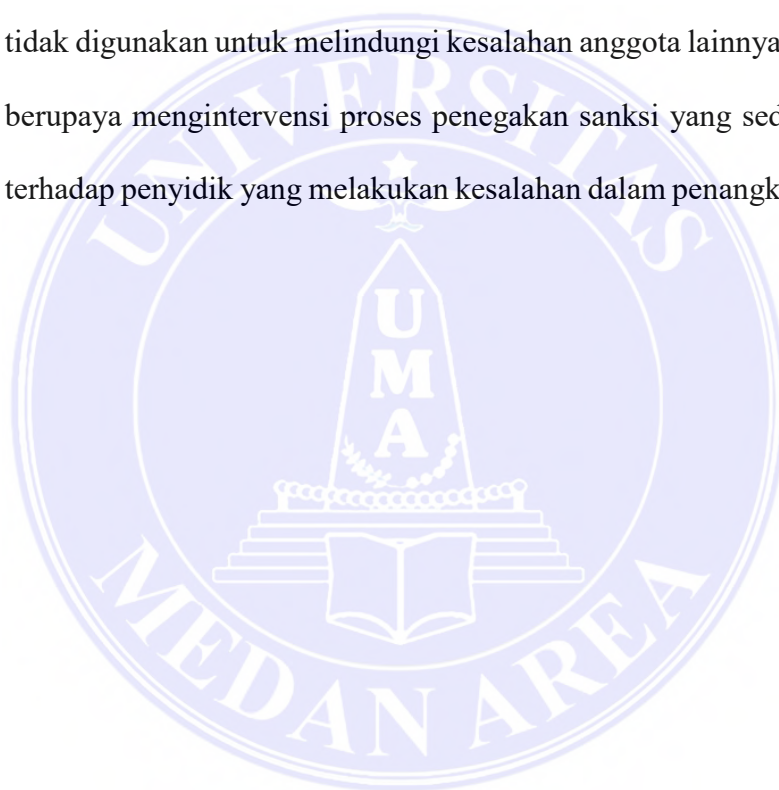 tidak digunakan untuk melindungi kesalahan anggota lainnya
berupaya mengintervensi proses penegakan sanksi yang sed
terhadap penyidik yang melakukan kesalahan dalam penangk
UNIVERSITAS
U
M
A
MEDAN AREA